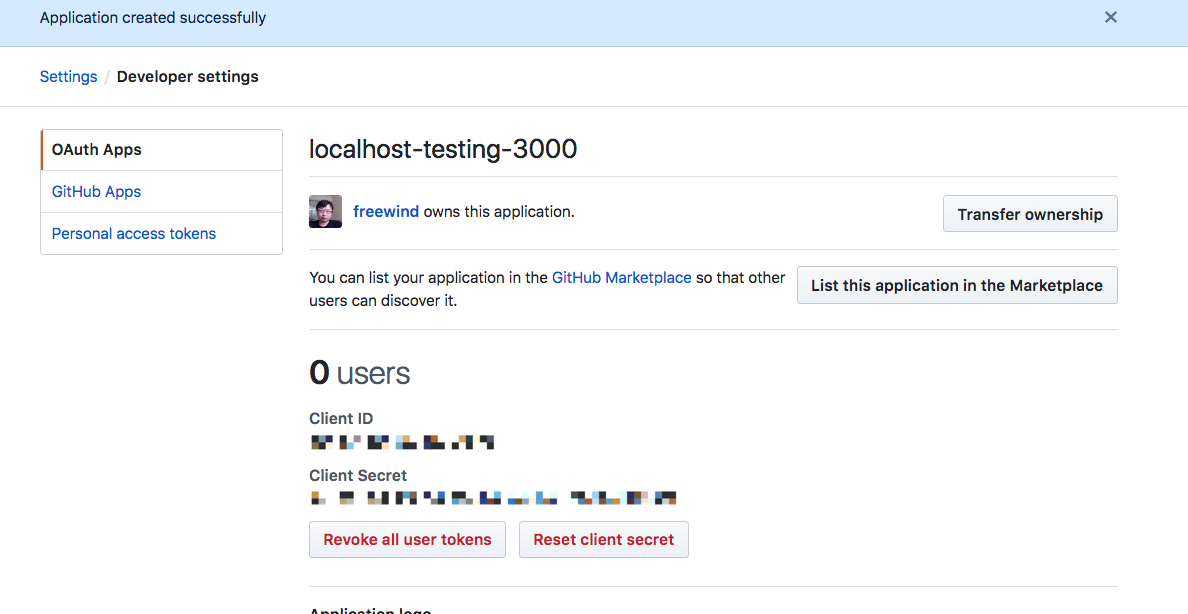 Application created successfully
Settings / Developer settings
OAuth Apps
GitHub Apps
Personal access tokens
localhost-testing-3000
freewind owns this application.
Transfer ownership
You can list your application in the GitHub Marketplace so that other
users can discover it.
List this application in the Marketplace
0 users
Client ID
Client Secret
Revoke all user tokens
Reset client secret
Application logo